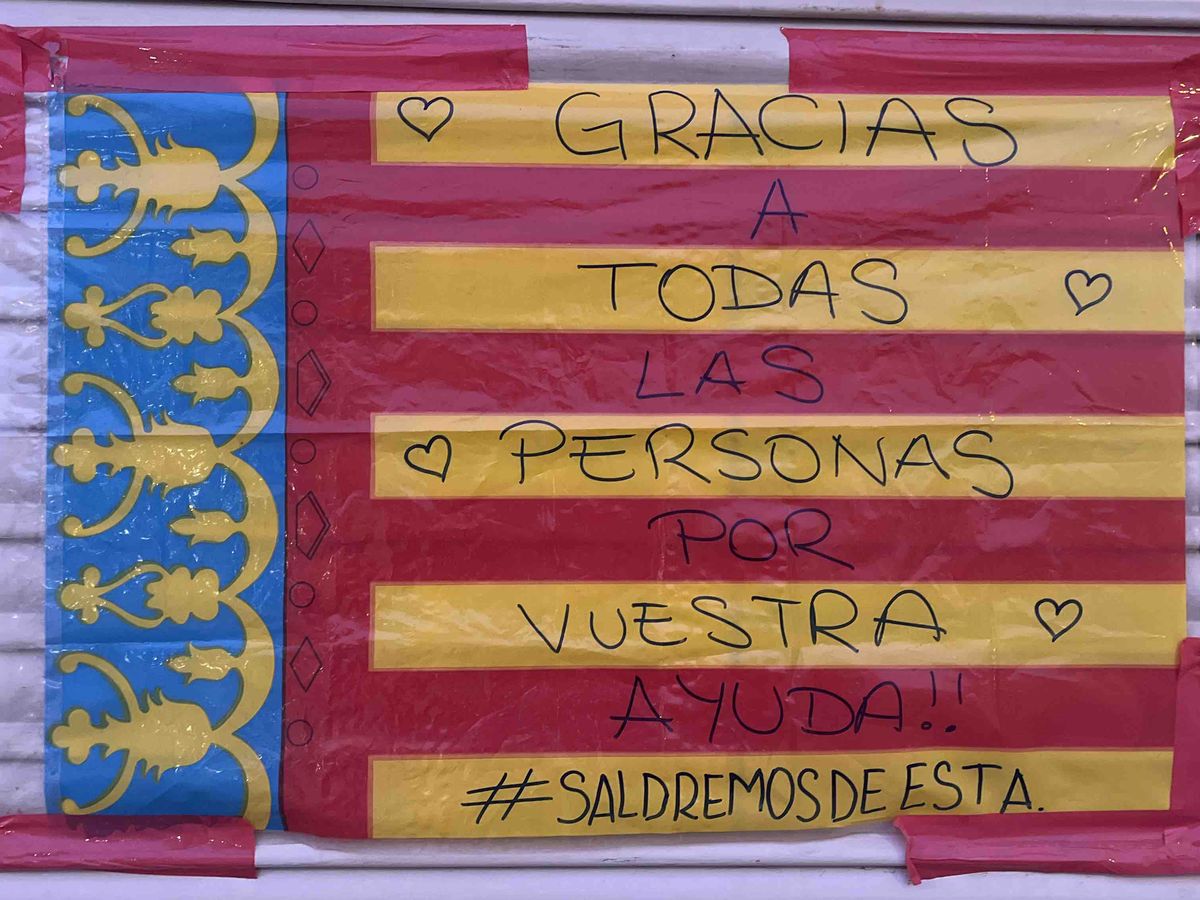 GRACIAS
A
TODAS
LAS
PERSONAS
POR
VUESTRA
AYUDA!!
#SALDREMOSDEESTA.